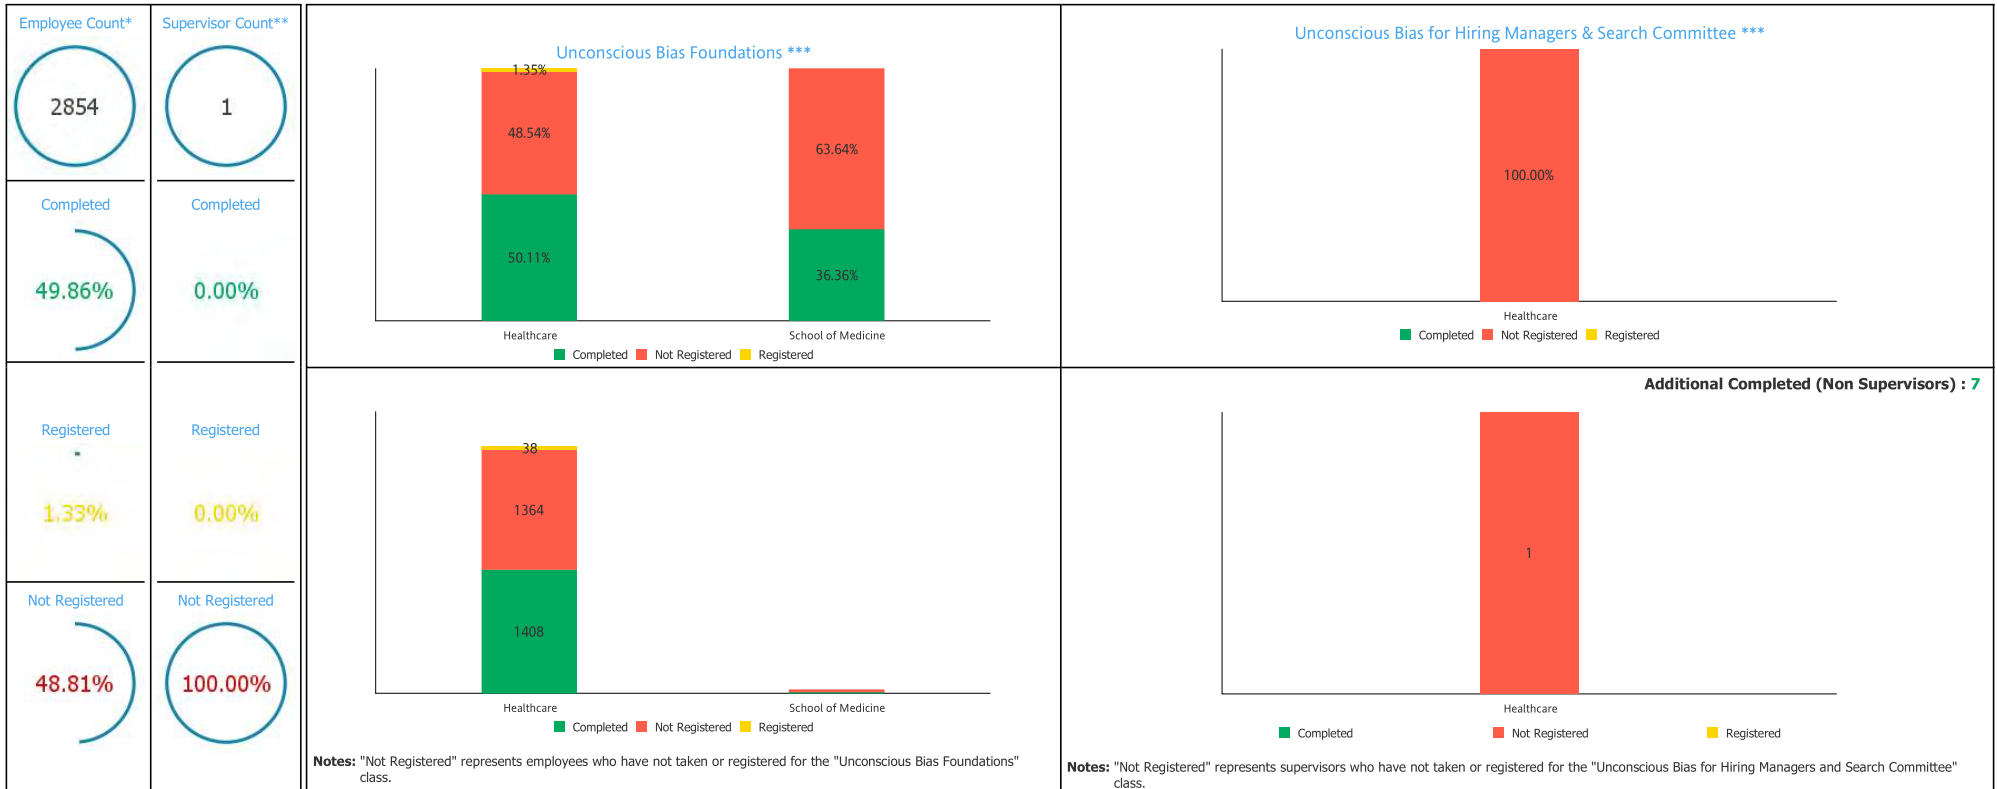 Employee Count*
2854
Completed
49.86%
Registered
1.33%
Not Registered
48.81%
Supervisor Count**
1
Completed
0.00%
Registered
0.00%
Not Registered
100.00%
Unconscious Bias Foundations ***
1.35%
48.54%
50.11%
63.64%
36.36%
Healthcare
School of Medicine
Completed Not Registered Registered
Unconscious Bias for Hiring Managers & Search Committee ***
100.00%
Healthcare
Completed Not Registered Registered
38
1364
1408
Healthcare
School of Medicine
Completed Not Registered Registered
Notes: "Not Registered" represents employees who have not taken or registered for the "Unconscious Bias Foundations"
class.
Additional Completed (Non Supervisors) : 7
1
Healthcare
Completed Not Registered Registered
Notes: "Not Registered" represents supervisors who have not taken or registered for the "Unconscious Bias for Hiring Managers and Search Committee"
class.